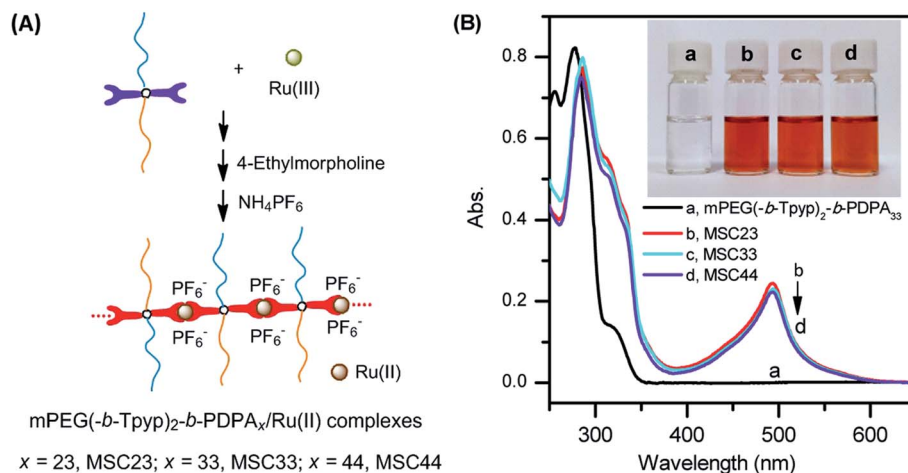 (A)
+
Ru(III)
4-Ethylmorpholine
NH₄PF₆
PF₆⁻ PF₆⁻ PF₆⁻
PF₆⁻ PF₆⁻ PF₆⁻
Ru(II)
mPEG(-b-Tpyp)₂-b-PDPAₓ/Ru(II) complexes
x = 23, MSC23; x = 33, MSC33; x = 44, MSC44
(B)
a b c d
a, mPEG(-b-Tpyp)₂-b-PDPA₃₃
b, MSC23
c, MSC33
d, MSC44
b
d
a
0.8
0.6
0.4
0.2
0.0
Abs.
300 400 500 600
Wavelength (nm)